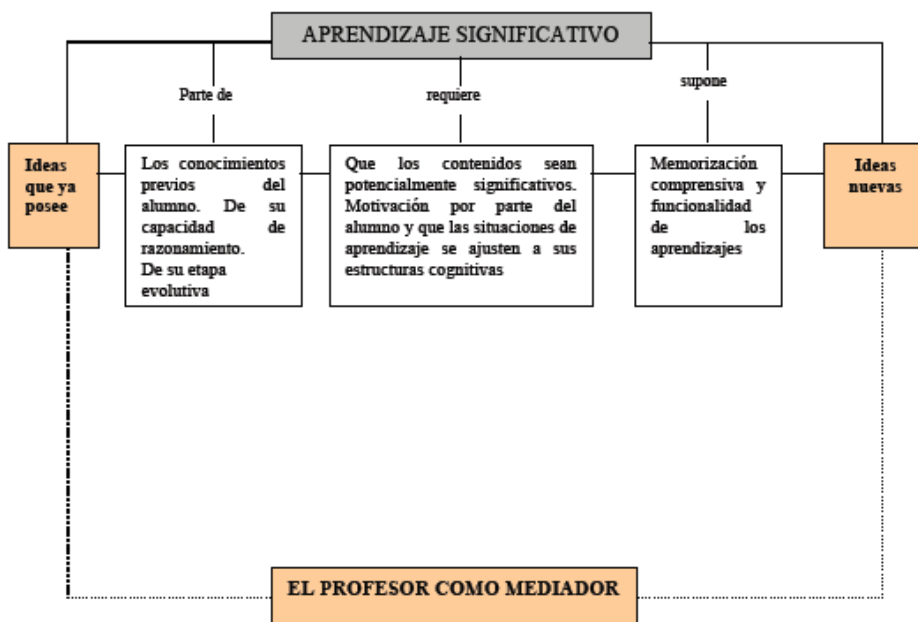 APRENDIZAJE SIGNIFICATIVO
Parte de
requiere
supone
Ideas
que ya
posee
Los conocimientos
previos del
alumno. De su
capacidad de
razonamiento.
De su etapa
evolutiva
Que los contenidos sean
potencialmente significativos.
Motivación por parte del
alumno y que las situaciones de
aprendizaje se ajusten a sus
estructuras cognitivas
Memorización
comprensiva y
funcionalidad
de los
aprendizajes
Ideas
nuevas
EL PROFESOR COMO MEDIADOR